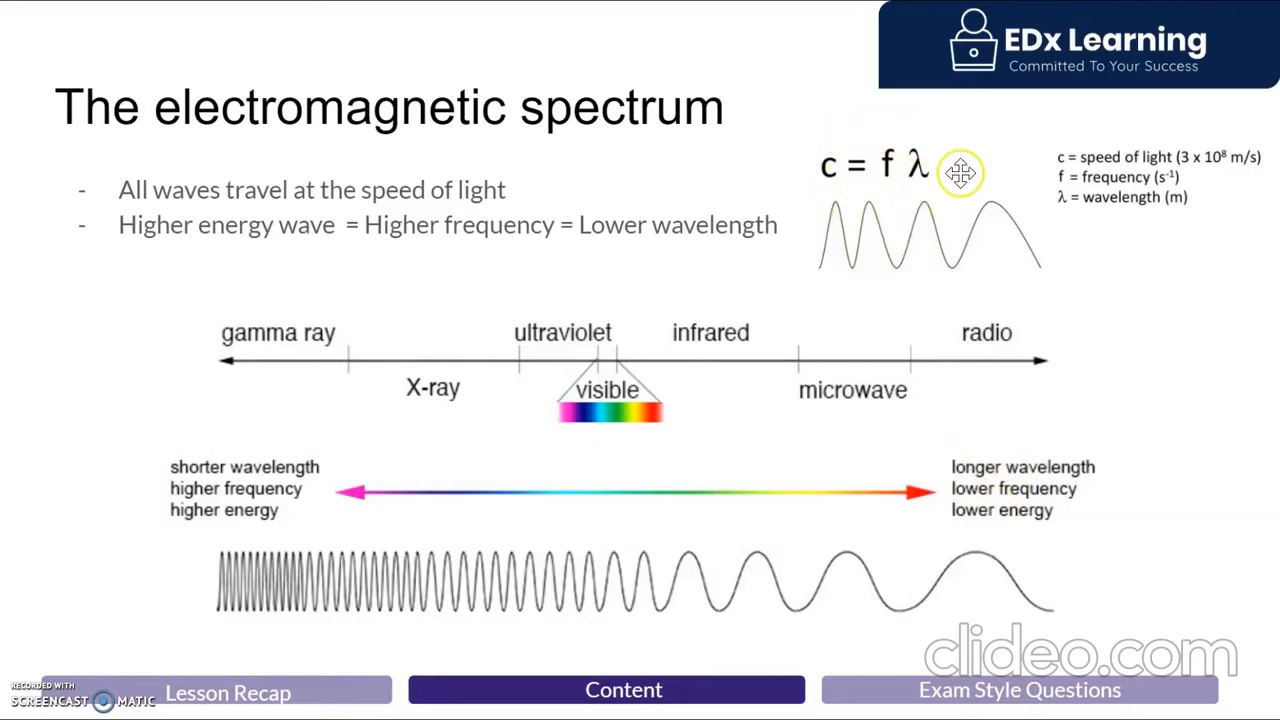 EDx Learning
Committed To Your Success
The electromagnetic spectrum
- All waves travel at the speed of light
- Higher energy wave = Higher frequency = Lower wavelength
c = f λ
c = speed of light (3 x 10⁸ m/s)
f = frequency (s⁻¹)
λ = wavelength (m)
gamma ray
ultraviolet
infrared
radio
X-ray
visible
microwave
shorter wavelength
higher frequency
higher energy
longer wavelength
lower frequency
lower energy
clideo.com
RECORDED WITH
SCREENCAST MATIC
Lesson Recap
Content
Exam Style Questions